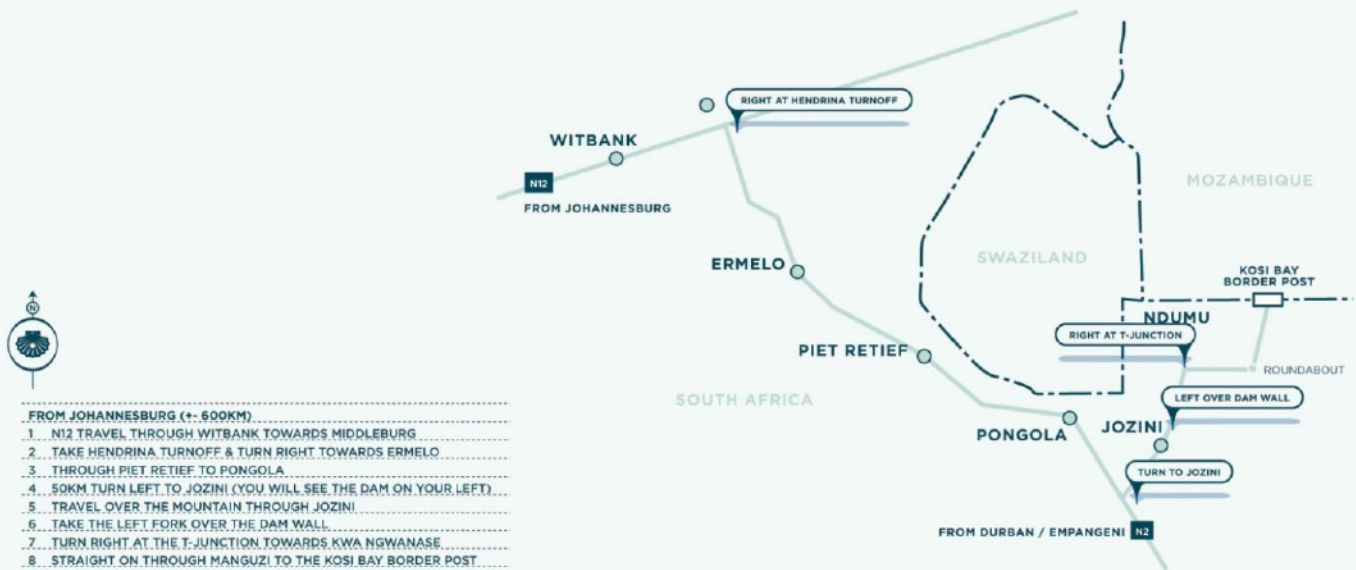 RIGHT AT HENDRINA TURNOFF
WITBANK
N12
FROM JOHANNESBURG
MOZAMBIQUE
ERMELO
SWAZILAND
KOSI BAY
BORDER POST
NDUMU
RIGHT AT T-JUNCTION
PIET RETIEF
ROUNDABOUT
SOUTH AFRICA
LEFT OVER DAM WALL
PONGOLA
JOZINI
TURN TO JOZINI
FROM DURBAN / EMPANGENI N2
N
FROM JOHANNESBURG (+- 600KM)
1 N12 TRAVEL THROUGH WITBANK TOWARDS MIDDLEBURG
2 TAKE HENDRINA TURNOFF & TURN RIGHT TOWARDS ERMELO
3 THROUGH PIET RETIEF TO PONGOLA
4 50KM TURN LEFT TO JOZINI (YOU WILL SEE THE DAM ON YOUR LEFT)
5 TRAVEL OVER THE MOUNTAIN THROUGH JOZINI
6 TAKE THE LEFT FORK OVER THE DAM WALL
7 TURN RIGHT AT THE T-JUNCTION TOWARDS KWA NGWANASE
8 STRAIGHT ON THROUGH MANGUZI TO THE KOSI BAY BORDER POST